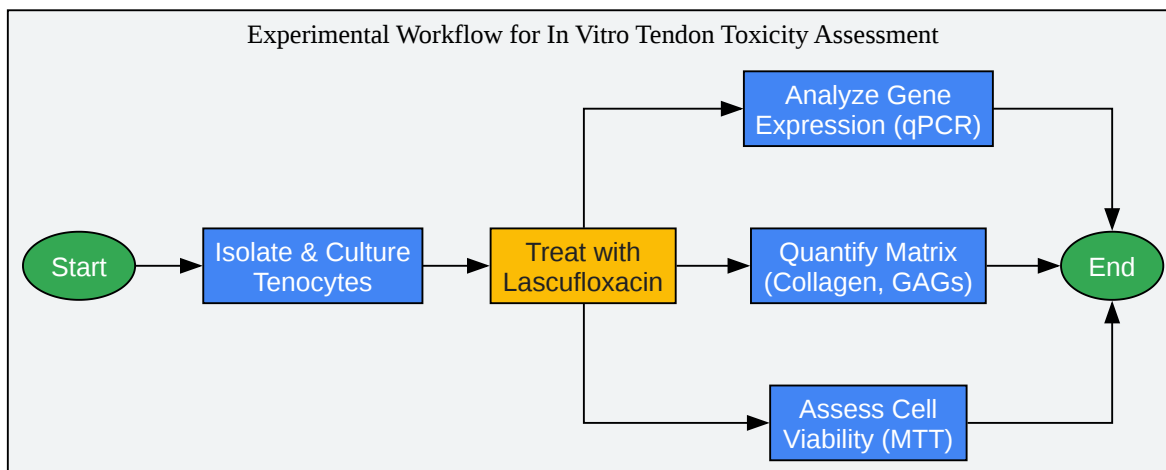 Experimental Workflow for In Vitro Tendon Toxicity Assessment
Start
Isolate & Culture
Tenocytes
Treat with
Lascufloxacin
Analyze Gene
Expression (qPCR)
Quantify Matrix
(Collagen, GAGs)
Assess Cell
Viability (MTT)
End